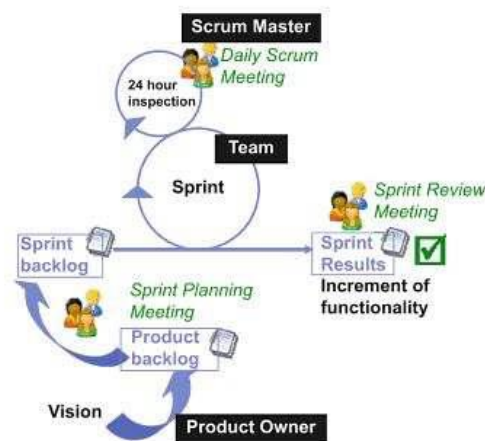 Scrum Master
Daily Scrum
Meeting
24 hour
inspection
Team
Sprint
Sprint Review
Meeting
Sprint
backlog
Sprint
Results
Increment of
functionality
Sprint Planning
Meeting
Product
backlog
Vision
Product Owner